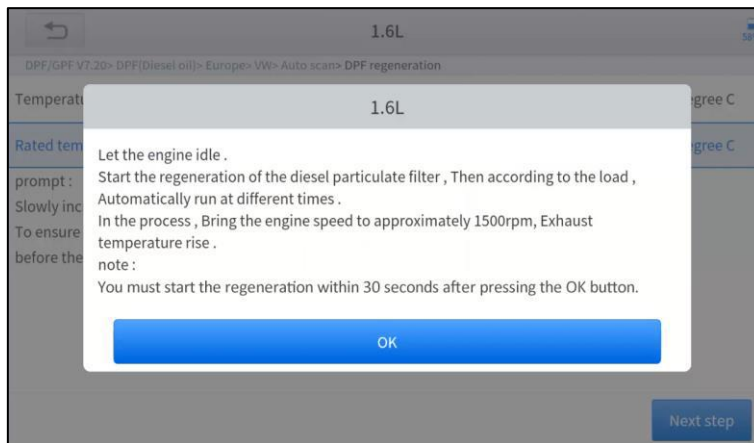 1.6L
DPF/GPF V7.20> DPF(Diesel oil)> Europe> VW> Auto scan> DPF regeneration
1.6L
Let the engine idle .
Start the regeneration of the diesel particulate filter , Then according to the load ,
Automatically run at different times .
In the process , Bring the engine speed to approximately 1500rpm, Exhaust
temperature rise .
note :
You must start the regeneration within 30 seconds after pressing the OK button.
OK
Rated
gree C
prompt :
Slowly
To ensure
before the
Next step